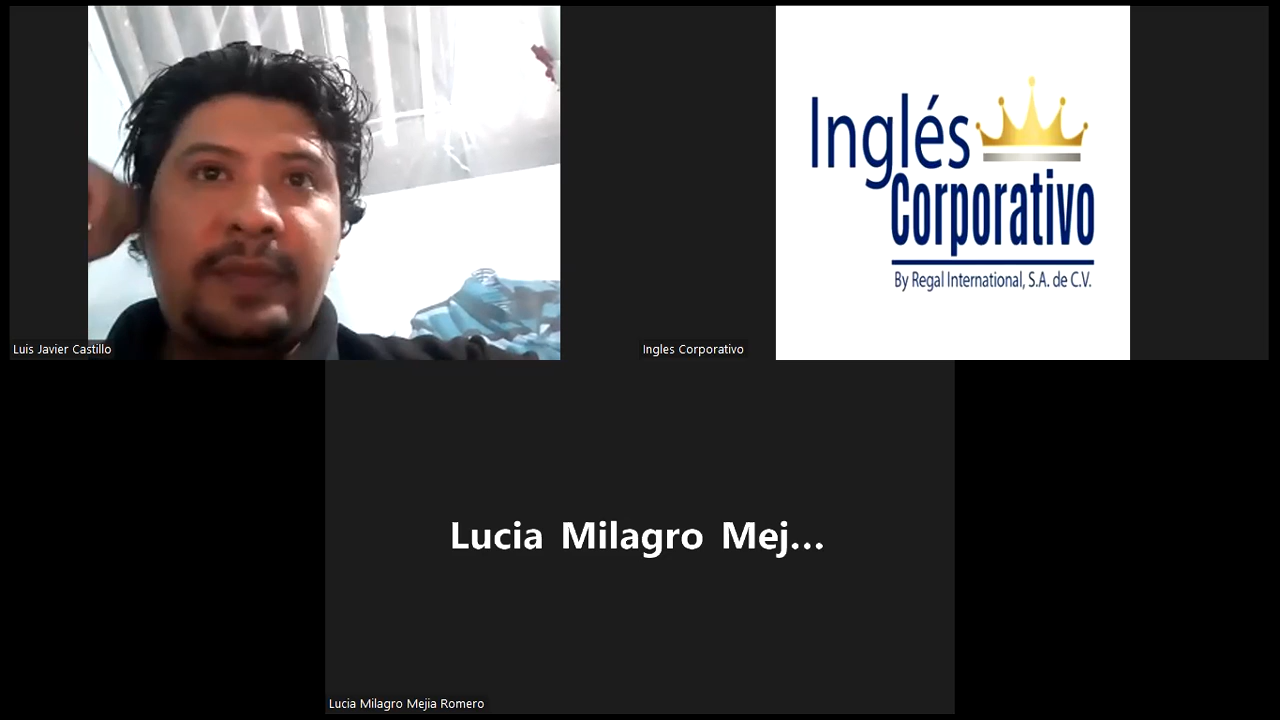 Inglés
Corporativo
By Regal International, S.A. de C.V.
Luis Javier Castillo
Ingles Corporativo
Lucia Milagro Mej...
Lucia Milagro Mejia Romero